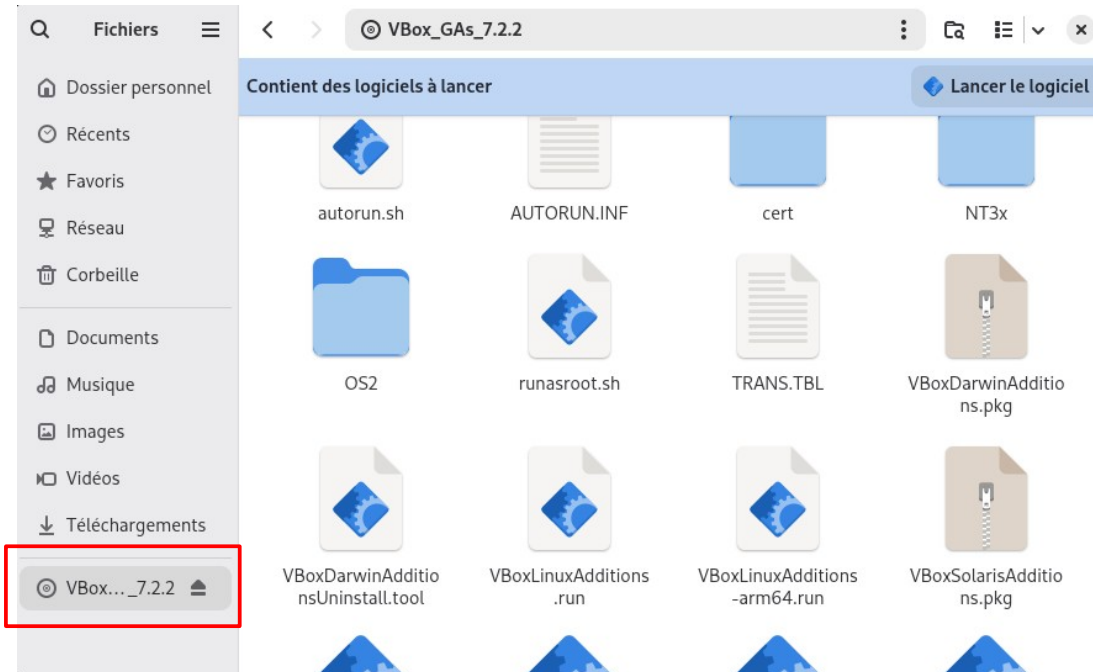 Fichiers
VBox_GAs_7.2.2
Dossier personnel
Contient des logiciels à lancer
Lancer le logiciel
Récents
Favoris
Réseau
Corbeille
Documents
Musique
Images
Vidéos
Téléchargements
VBox..._7.2.2
autorun.sh
AUTORUN.INF
cert
NT3x
OS2
runasroot.sh
TRANS.TBL
VBoxDarwinAdditio
ns.pkg
VBoxDarwinAdditio
nsUninstall.tool
VBoxLinuxAdditions
.run
VBoxLinuxAdditions
-arm64.run
VBoxSolarisAdditio
ns.pkg